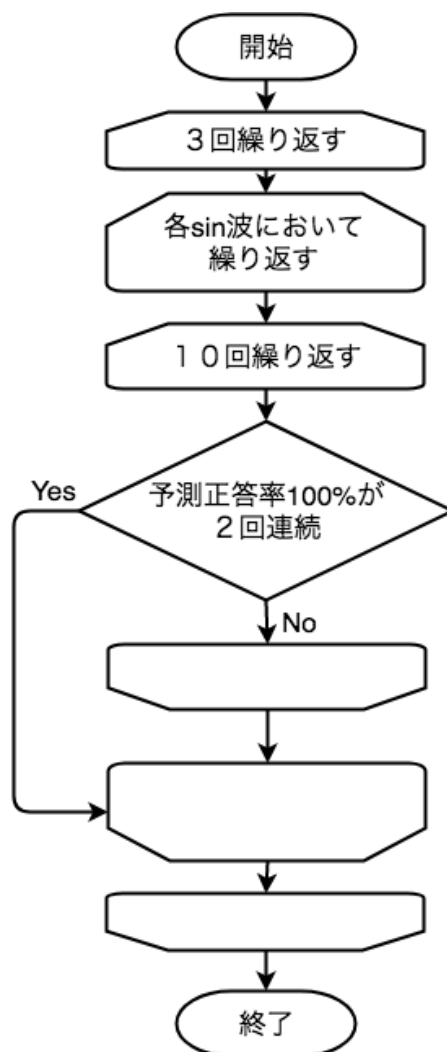 開始
３回繰り返す
各sin波において
繰り返す
１０回繰り返す
予測正答率100%が
２回連続
Yes
No
終了